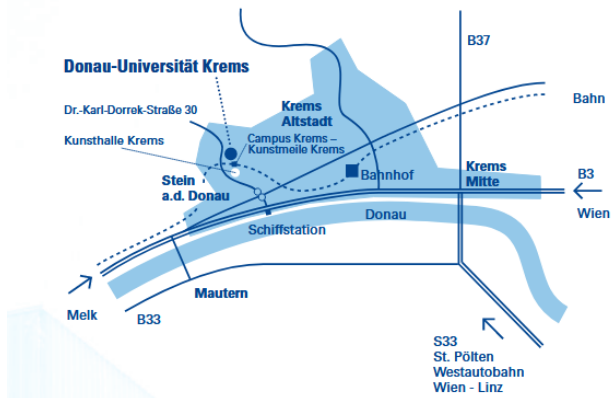 B37
Donau-Universität Krems
Bahn
Dr.-Karl-Dorrek-Straße 30
Krems
Altstadt
Kunsthalle Krems
Campus Krems –
Kunstmeile Krems
Bahnhof
Krems
Mitte
B3
Wien
Stein
a.d. Donau
Donau
Schiffstation
Mautern
Melk
B33
S33
St. Pölten
Westautobahn
Wien - Linz